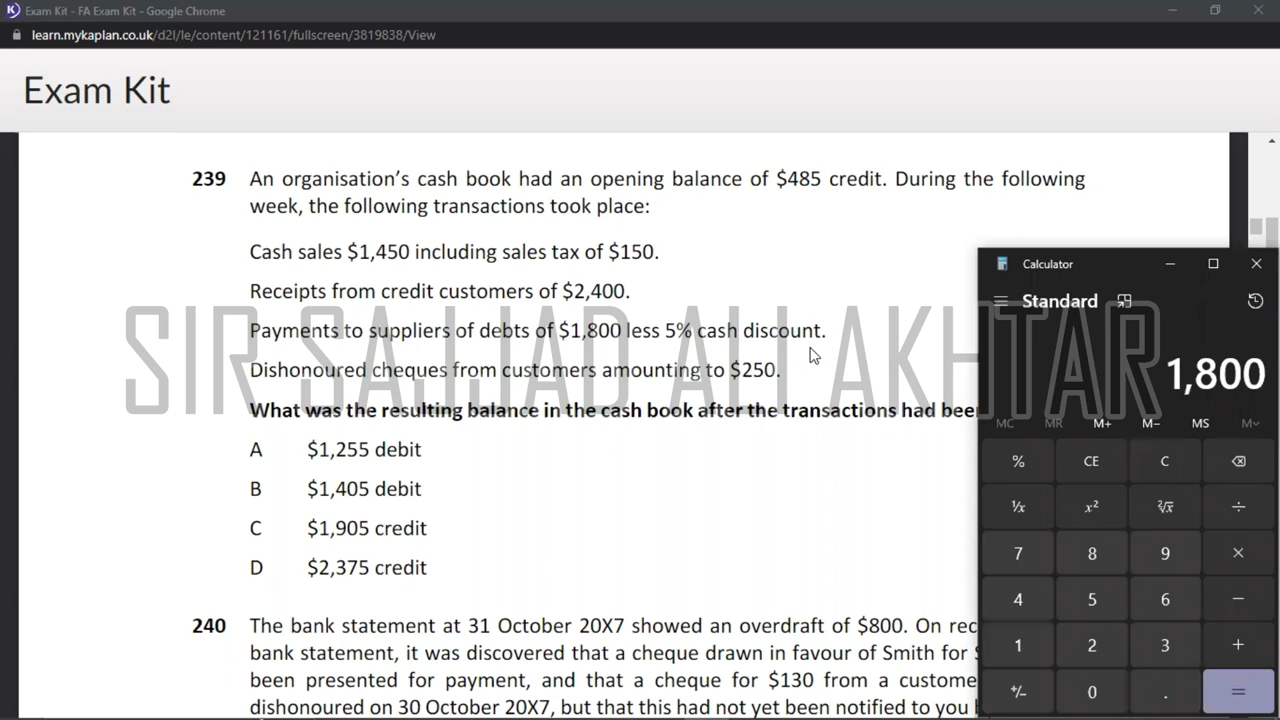 Exam Kit - FA Exam Kit - Google Chrome
learn.mykaplan.co.uk/d2l/le/content/121161/fullscreen/3819838/View
Exam Kit
239 An organisation's cash book had an opening balance of $485 credit. During the following
week, the following transactions took place:
Cash sales $1,450 including sales tax of $150.
Receipts from credit customers of $2,400.
Payments to suppliers of debts of $1,800 less 5% cash discount.
Dishonoured cheques from customers amounting to $250.
What was the resulting balance in the cash book after the transactions had
A $1,255 debit
B $1,405 debit
C $1,905 credit
D $2,375 credit
240 The bank statement at 31 October 20X7 showed an overdraft of $800. On
bank statement, it was discovered that a cheque drawn in favour of Smith for
been presented for payment, and that a cheque for $130 from a
dishonoured on 30 October 20X7, but that this had not yet been notified to you
SIR SAJJAD ALI AKHTAR
Calculator
Standard
1,800
MC MR M+ M− MS M
% CE C
¹/x x² ²√x ÷
7 8 9 ×
4 5 6 −
1 2 3 +
+/− 0 . =